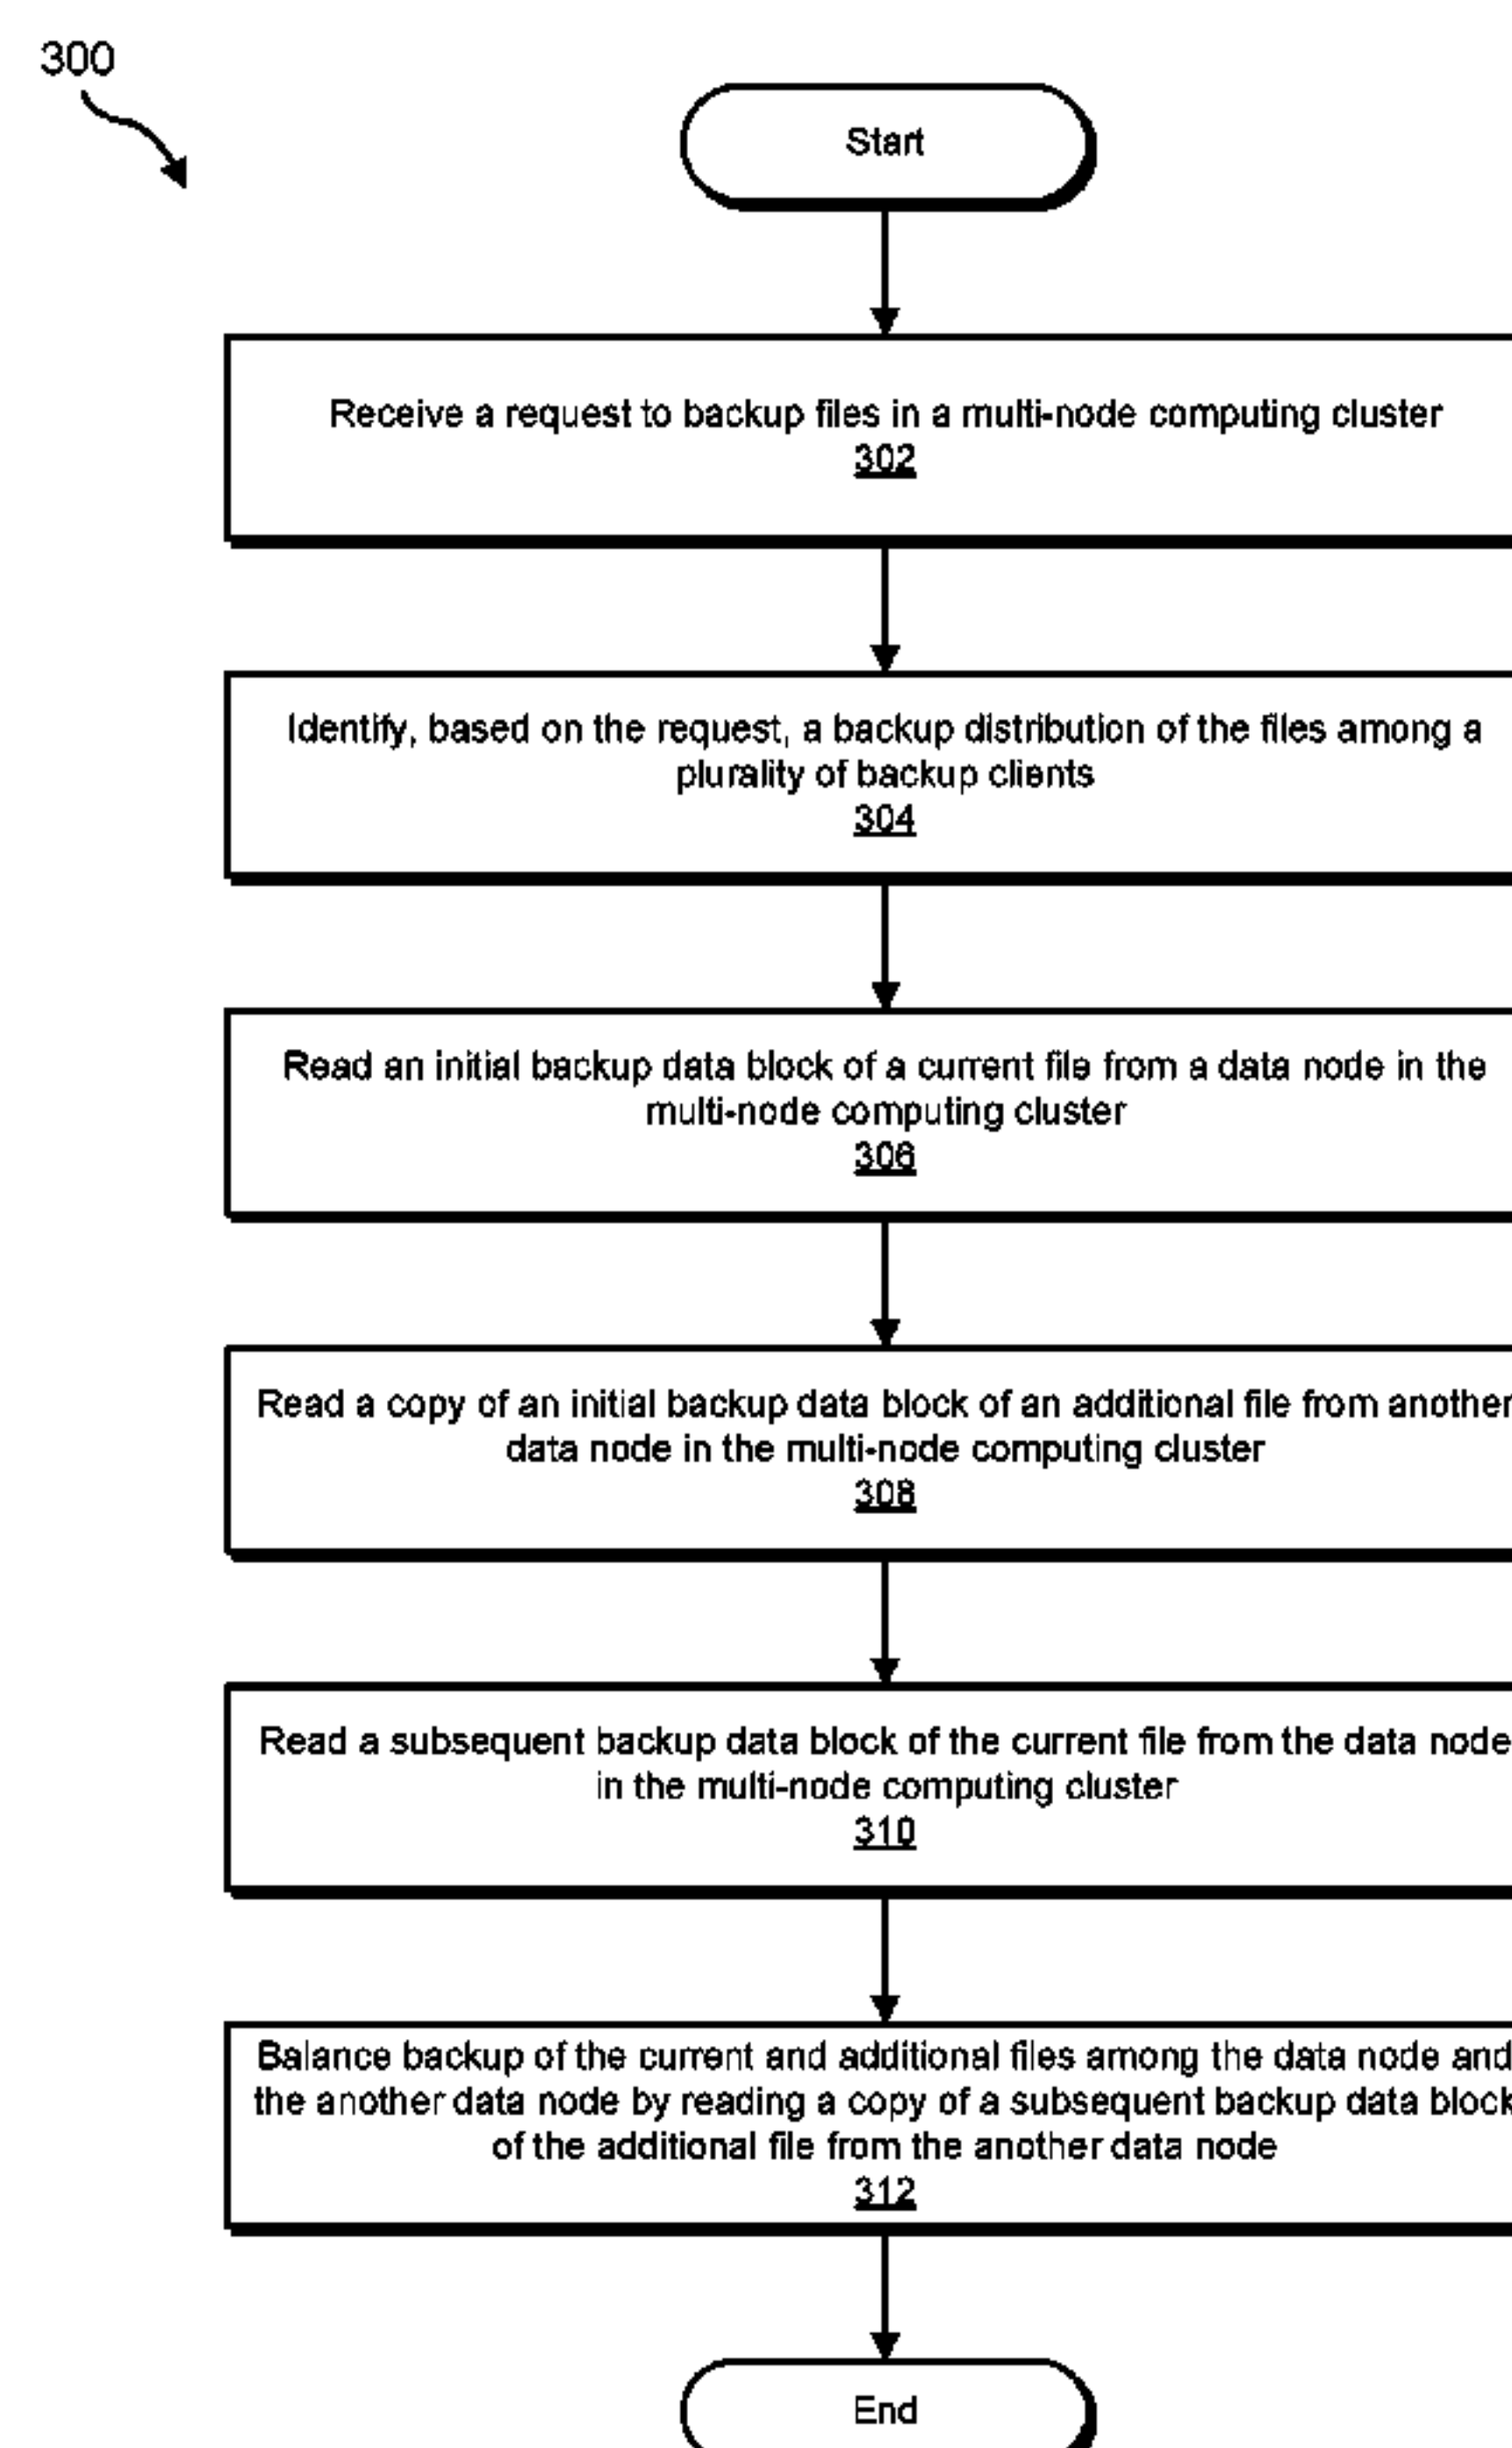 300
Start
Receive a request to backup files in a multi-node computing cluster
302
Identify, based on the request, a backup distribution of the files among a
plurality of backup clients
304
Read an initial backup data block of a current file from a data node in the
multi-node computing cluster
306
Read a copy of an initial backup data block of an additional file from another
data node in the multi-node computing cluster
308
Read a subsequent backup data block of the current file from the data node
in the multi-node computing cluster
310
Balance backup of the current and additional files among the data node and
the another data node by reading a copy of a subsequent backup data block
of the additional file from the another data node
312
End